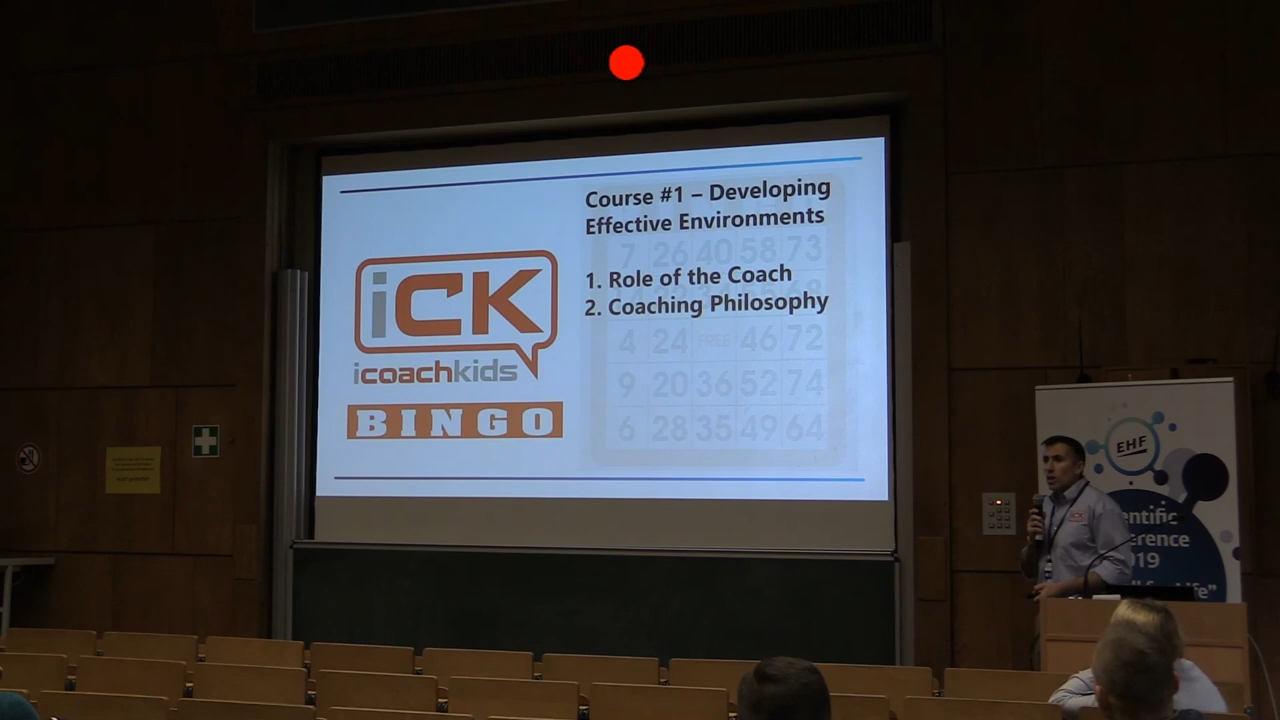 Course #1 – Developing
Effective Environments
1. Role of the Coach
2. Coaching Philosophy
iCK
icoachkids
BINGO
7 26 40 58 73
4 24 FREE 46 72
9 20 36 52 74
6 28 35 49 64
EHF
entific
erence
19
iCK